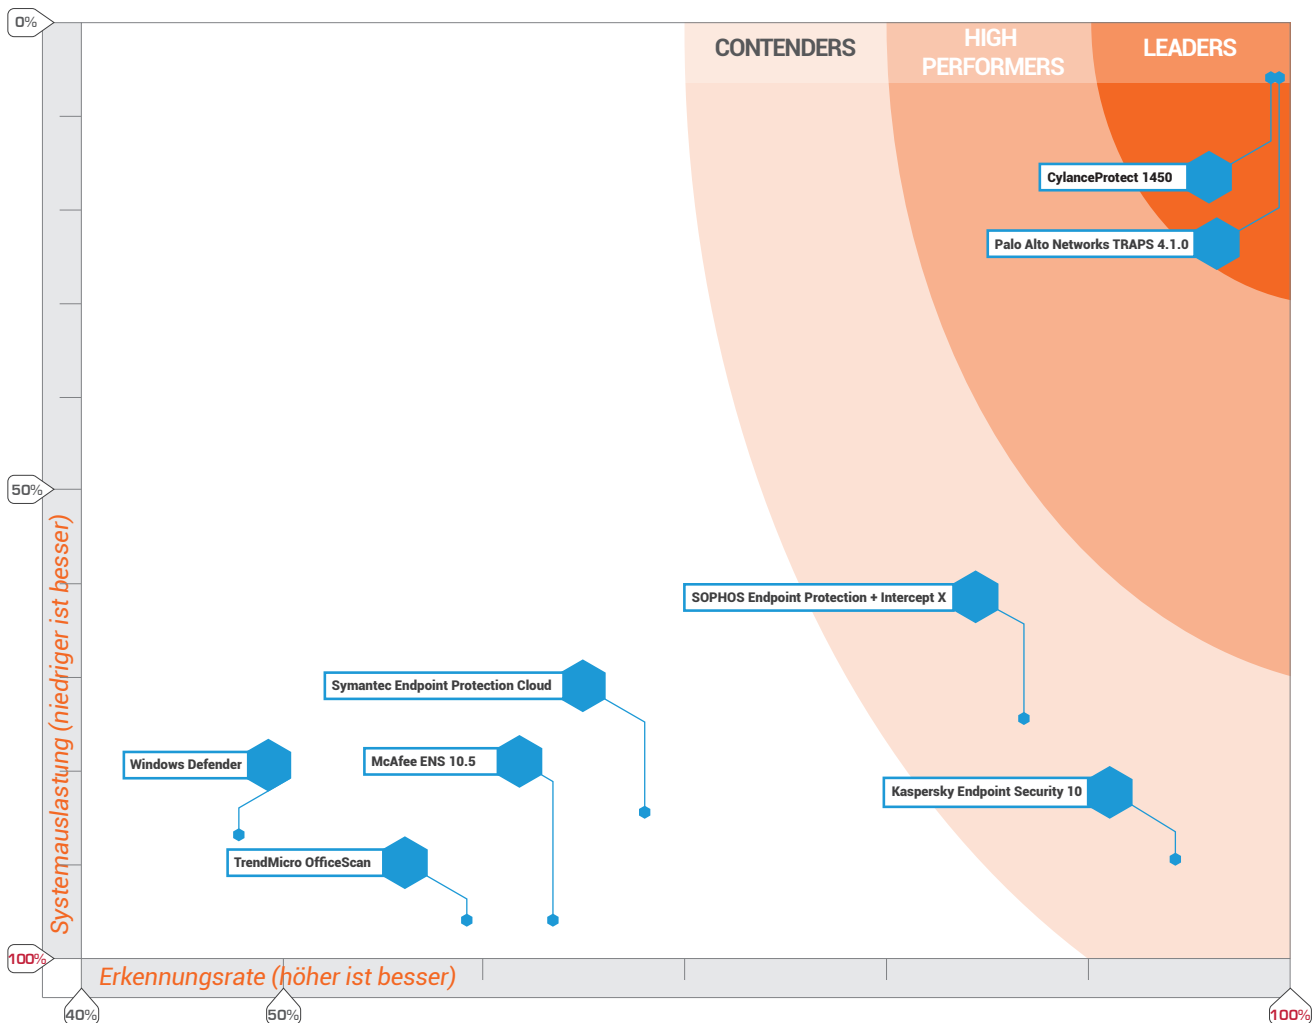 0%
CONTENDERS
HIGH
PERFORMERS
LEADERS
CylanceProtect 1450
Palo Alto Networks TRAPS 4.1.0
50%
Systemauslastung (niedriger ist besser)
SOPHOS Endpoint Protection + Intercept X
Symantec Endpoint Protection Cloud
Windows Defender
McAfee ENS 10.5
Kaspersky Endpoint Security 10
TrendMicro OfficeScan
100%
Erkennungsrate (höher ist besser)
40%
50%
100%